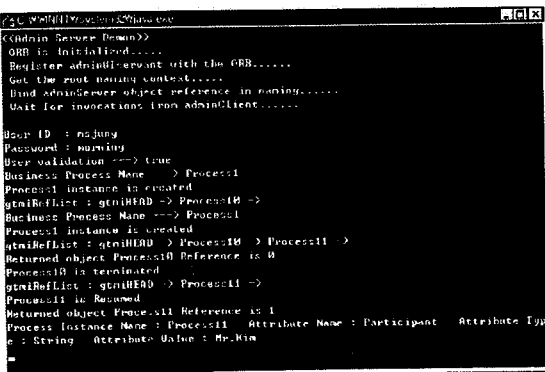 C:\WINNT\System32\java.exe
<<Admin Server Demon>>
ORB is Initialized.....
Register adminUIservant with the ORB......
Get the root naming context.....
Bind adminServer object reference in naming......
Wait for invocations from adminClient......
User ID : msjung
Password : morning
User validation ---> true
Business Process Name ---> Process1
Process1 instance is created
gtmiRefList : gtmiHEAD -> Process10 ->
Business Process Name ---> Process1
Process1 instance is created
gtmiRefList : gtmiHEAD -> Process10 -> Process11 ->
Returned object Process10 Reference is 0
Process10 is terminated
gtmiRefList : gtmiHEAD -> Process11 ->
Process11 is Resumed
Returned object Process11 Reference is 1
Process Instance Name : Process11 Attribute Name : Participant Attribute Typ
e : String Attribute Value : Mr.Kim